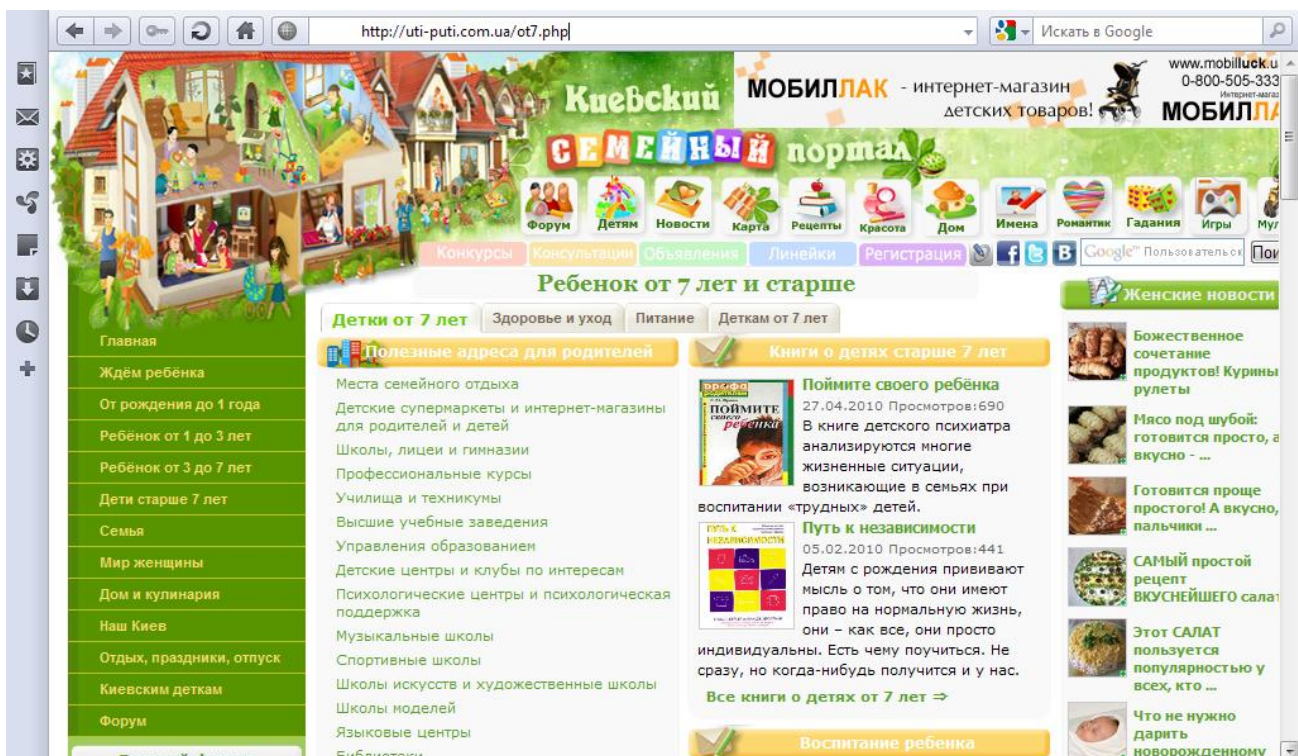 http://uti-puti.com.ua/ot7.php
Искать в Google
Киевский
СЕМЕЙНЫЙ портал
МОБИЛЛАК - интернет-магазин
детских товаров!
www.mobilluck.u
0-800-505-333
МОБИЛЛА
Форум
Детям
Новости
Карта
Рецепты
Красота
Дом
Имена
Романтик
Гадания
Игры
Мул
Конкурсы
Консультации
Объявления
Линейки
Регистрация
Google™ Пользовательск
Пои
Ребенок от 7 лет и старше
Детки от 7 лет
Здоровье и уход
Питание
Деткам от 7 лет
Главная
Ждём ребёнка
От рождения до 1 года
Ребёнок от 1 до 3 лет
Ребёнок от 3 до 7 лет
Дети старше 7 лет
Семья
Мир женщины
Дом и кулинария
Наш Киев
Отдых, праздники, отпуск
Киевским деткам
Форум
Полезные адреса для родителей
Места семейного отдыха
Детские супермаркеты и интернет-магазины
для родителей и детей
Школы, лицеи и гимназии
Профессиональные курсы
Училища и техникумы
Высшие учебные заведения
Управления образованием
Детские центры и клубы по интересам
Психологические центры и психологическая
поддержка
Музыкальные школы
Спортивные школы
Школы искусств и художественные школы
Школы моделей
Языковые центры
Библиотеки
Книги о детях старше 7 лет
ПОЙМИТЕ
своего
ребёнка
Поймите своего ребёнка
27.04.2010 Просмотров:690
В книге детского психиатра
анализируются многие
жизненные ситуации,
возникающие в семьях при
воспитании «трудных» детей.
ПУТЬ К
НЕЗАВИСИМОСТИ
Путь к независимости
05.02.2010 Просмотров:441
Детям с рождения прививают
мысль о том, что они имеют
право на нормальную жизнь,
они – как все, они просто
индивидуальны. Есть чему поучиться. Не
сразу, но когда-нибудь получится и у нас.
Все книги о детях от 7 лет ⇒
Воспитание ребенка
Женские новости
Божественное
сочетание
продуктов! Курины
рулеты
Мясо под шубой:
готовится просто, а
вкусно - ...
Готовится проще
простого! А вкусно,
пальчики ...
САМЫЙ простой
рецепт
ВКУСНЕЙШЕГО салат
Этот САЛАТ
пользуется
популярностью у
всех, кто ...
Что не нужно
дарить
новорожденному